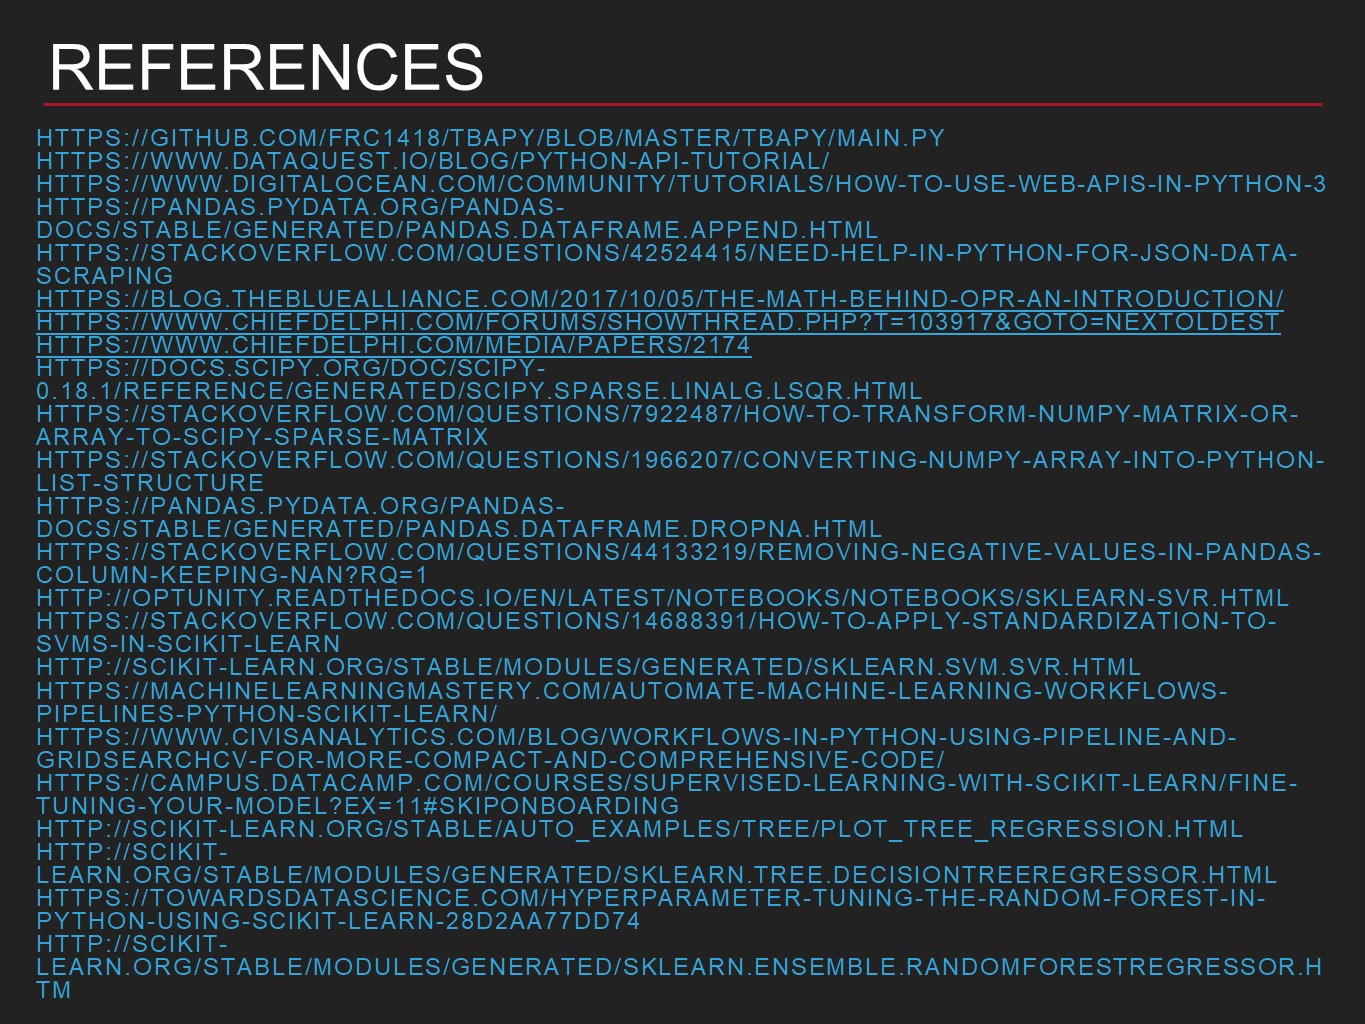 REFERENCES
HTTPS://GITHUB.COM/FRC1418/TBAPY/BLOB/MASTER/TBAPY/MAIN.PY
HTTPS://WWW.DATAQUEST.IO/BLOG/PYTHON-API-TUTORIAL/
HTTPS://WWW.DIGITALOCEAN.COM/COMMUNITY/TUTORIALS/HOW-TO-USE-WEB-APIS-IN-PYTHON-3
HTTPS://PANDAS.PYDATA.ORG/PANDAS-
DOCS/STABLE/GENERATED/PANDAS.DATAFRAME.APPEND.HTML
HTTPS://STACKOVERFLOW.COM/QUESTIONS/42524415/NEED-HELP-IN-PYTHON-FOR-JSON-DATA-
SCRAPING
HTTPS://BLOG.THEBLUEALLIANCE.COM/2017/10/05/THE-MATH-BEHIND-OPR-AN-INTRODUCTION/
HTTPS://WWW.CHIEFDELPHI.COM/FORUMS/SHOWTHREAD.PHP?T=103917&GOTO=NEXTOLDEST
HTTPS://WWW.CHIEFDELPHI.COM/MEDIA/PAPERS/2174
HTTPS://DOCS.SCIPY.ORG/DOC/SCIPY-
0.18.1/REFERENCE/GENERATED/SCIPY.SPARSE.LINALG.LSQR.HTML
HTTPS://STACKOVERFLOW.COM/QUESTIONS/7922487/HOW-TO-TRANSFORM-NUMPY-MATRIX-OR-
ARRAY-TO-SCIPY-SPARSE-MATRIX
HTTPS://STACKOVERFLOW.COM/QUESTIONS/1966207/CONVERTING-NUMPY-ARRAY-INTO-PYTHON-
LIST-STRUCTURE
HTTPS://PANDAS.PYDATA.ORG/PANDAS-
DOCS/STABLE/GENERATED/PANDAS.DATAFRAME.DROPNA.HTML
HTTPS://STACKOVERFLOW.COM/QUESTIONS/44133219/REMOVING-NEGATIVE-VALUES-IN-PANDAS-
COLUMN-KEEPING-NAN?RQ=1
HTTP://OPTUNITY.READTHEDOCS.IO/EN/LATEST/NOTEBOOKS/NOTEBOOKS/SKLEARN-SVR.HTML
HTTPS://STACKOVERFLOW.COM/QUESTIONS/14688391/HOW-TO-APPLY-STANDARDIZATION-TO-
SVMS-IN-SCIKIT-LEARN
HTTP://SCIKIT-LEARN.ORG/STABLE/MODULES/GENERATED/SKLEARN.SVM.SVR.HTML
HTTPS://MACHINELEARNINGMASTERY.COM/AUTOMATE-MACHINE-LEARNING-WORKFLOWS-
PIPELINES-PYTHON-SCIKIT-LEARN/
HTTPS://WWW.CIVISANALYTICS.COM/BLOG/WORKFLOWS-IN-PYTHON-USING-PIPELINE-AND-
GRIDSEARCHCV-FOR-MORE-COMPACT-AND-COMPREHENSIVE-CODE/
HTTPS://CAMPUS.DATACAMP.COM/COURSES/SUPERVISED-LEARNING-WITH-SCIKIT-LEARN/FINE-
TUNING-YOUR-MODEL?EX=11#SKIPONBOARDING
HTTP://SCIKIT-LEARN.ORG/STABLE/AUTO_EXAMPLES/TREE/PLOT_TREE_REGRESSION.HTML
HTTP://SCIKIT-
LEARN.ORG/STABLE/MODULES/GENERATED/SKLEARN.TREE.DECISIONTREEREGRESSOR.HTML
HTTPS://TOWARDSDATASCIENCE.COM/HYPERPARAMETER-TUNING-THE-RANDOM-FOREST-IN-
PYTHON-USING-SCIKIT-LEARN-28D2AA77DD74
HTTP://SCIKIT-
LEARN.ORG/STABLE/MODULES/GENERATED/SKLEARN.ENSEMBLE.RANDOMFORESTREGRESSOR.H
TM